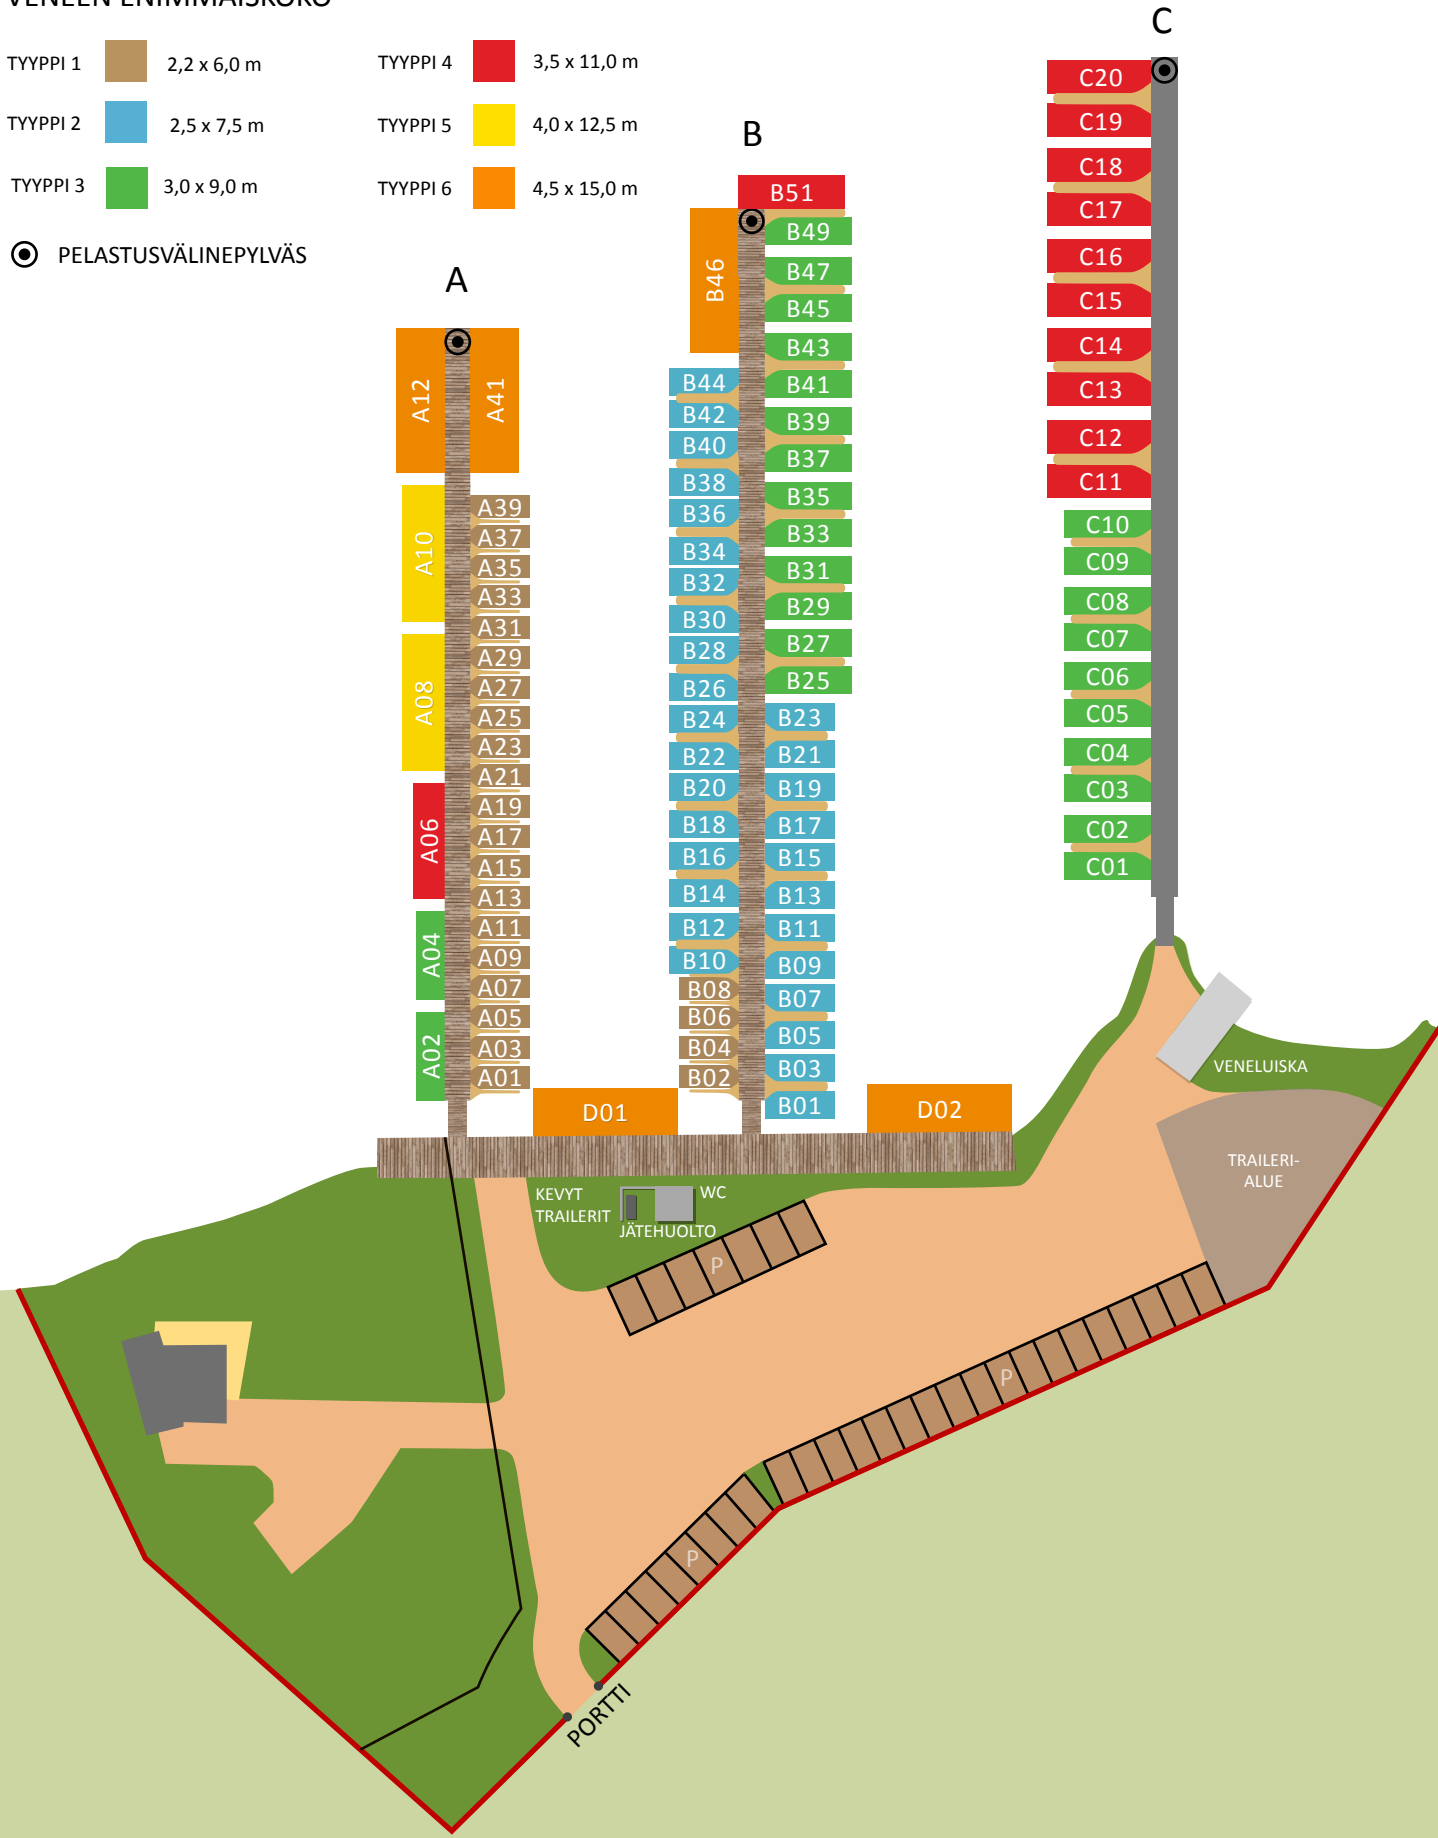 VENEEN ENIMMÄISKOKO
TYYPPI 1 2,2 x 6,0 m
TYYPPI 2 2,5 x 7,5 m
TYYPPI 3 3,0 x 9,0 m
TYYPPI 4 3,5 x 11,0 m
TYYPPI 5 4,0 x 12,5 m
TYYPPI 6 4,5 x 15,0 m
PELASTUSVÄLINEPYLVÄS
A
A12
A10
A08
A06
A04
A02
A41
A39
A37
A35
A33
A31
A29
A27
A25
A23
A21
A19
A17
A15
A13
A11
A09
A07
A05
A03
A01
B
B51
B46
B44
B42
B40
B38
B36
B34
B32
B30
B28
B26
B24
B22
B20
B18
B16
B14
B12
B10
B08
B06
B04
B02
B49
B47
B45
B43
B41
B39
B37
B35
B33
B31
B29
B27
B25
B23
B21
B19
B17
B15
B13
B11
B09
B07
B05
B03
B01
C
C20
C19
C18
C17
C16
C15
C14
C13
C12
C11
C10
C09
C08
C07
C06
C05
C04
C03
C02
C01
D01
D02
VENELUISKA
TRAILERI-
ALUE
KEVYT
TRAILERIT
WC
JÄTEHUOLTO
P
P
P
PORTTI